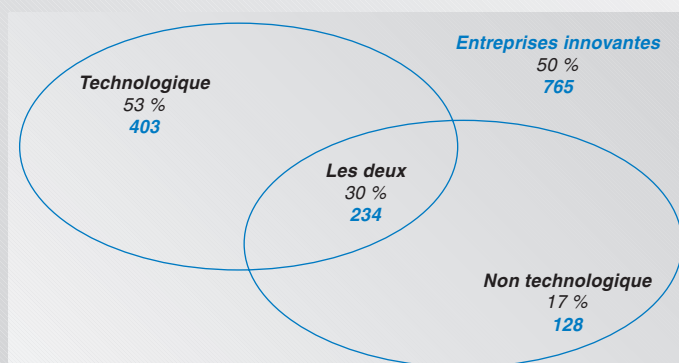 Entreprises innovantes
50 %
765
Technologique
53 %
403
Les deux
30 %
234
Non technologique
17 %
128